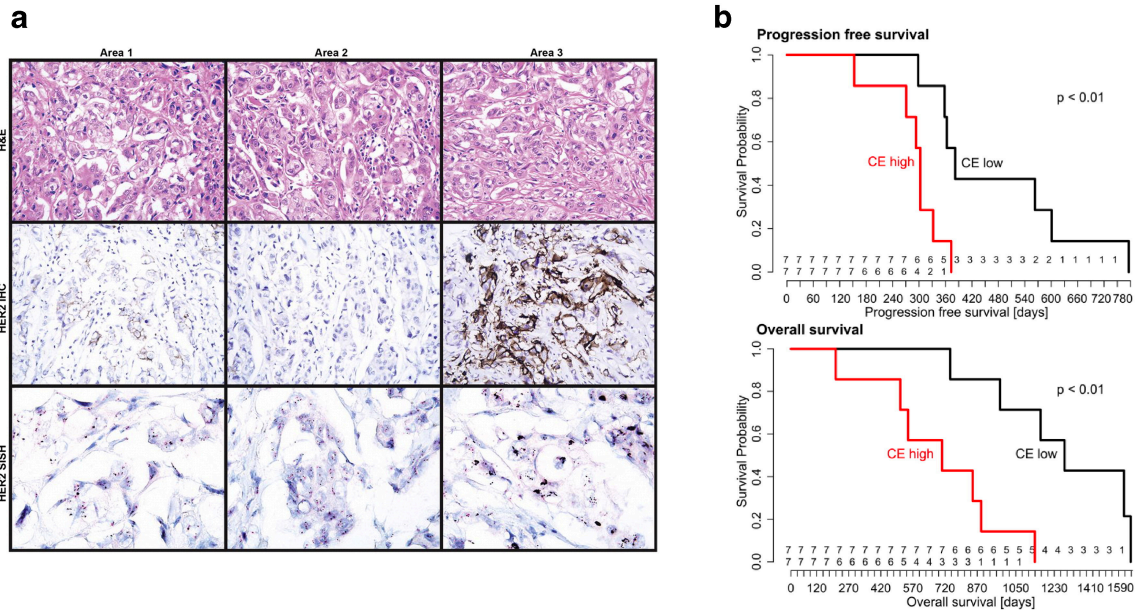 a
Area 1 Area 2 Area 3
H&E
HER2 IHC
HER2 SISH
b
Progression free survival
Survival Probability
1.0
0.8
0.6
0.4
0.2
0.0
p < 0.01
CE high
CE low
7 7 7 7 7 7 7 7 7 7 6 6 5 3 3 3 3 3 3 2 2 1 1 1 1 1
7 7 7 7 7 7 6 6 6 6 4 2 1
0 60 120 180 240 300 360 420 480 540 600 660 720 780
Progression free survival [days]
Overall survival
Survival Probability
1.0
0.8
0.6
0.4
0.2
0.0
p < 0.01
CE high
CE low
7 7 7 7 7 7 7 7 7 7 7 7 7 6 6 6 6 5 5 5 4 4 3 3 3 3 1
7 7 7 7 6 6 6 6 6 5 4 4 3 3 3 1 1 1 1
0 120 270 420 570 720 870 1050 1230 1410 1590
Overall survival [days]